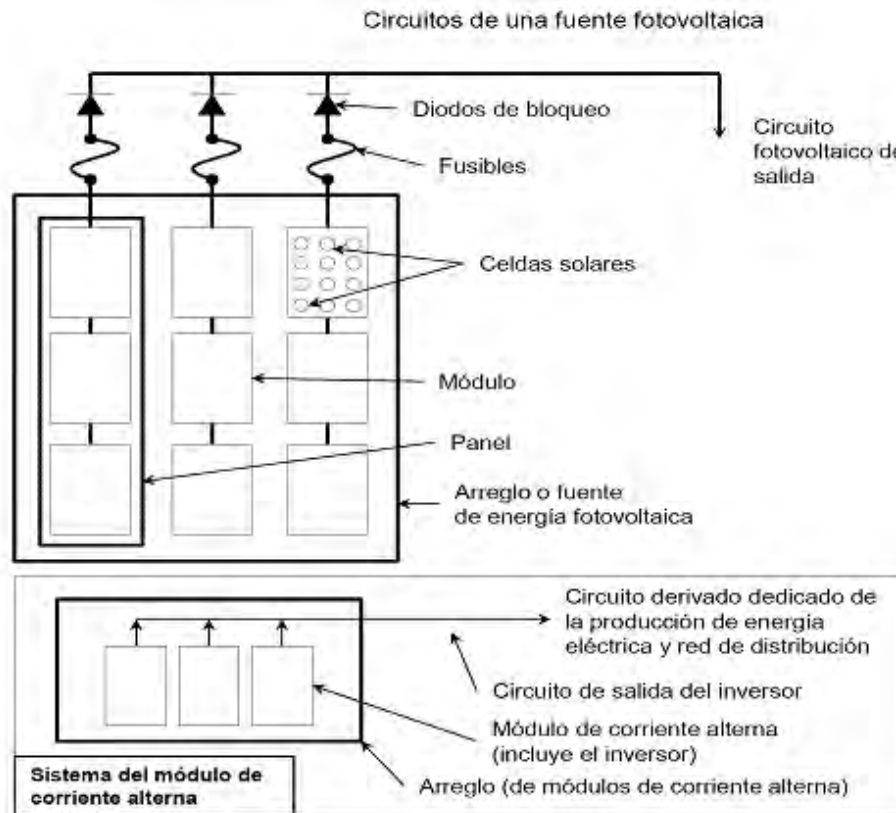 Circuitos de una fuente fotovoltaica
Diodos de bloqueo
Fusibles
Circuito
fotovoltaico de
salida
Celdas solares
Módulo
Panel
Arreglo o fuente
de energía fotovoltaica
Circuito derivado dedicado de
la producción de energía
eléctrica y red de distribución
Circuito de salida del inversor
Módulo de corriente alterna
(incluye el inversor)
Arreglo (de módulos de corriente alterna)
Sistema del módulo de
corriente alterna